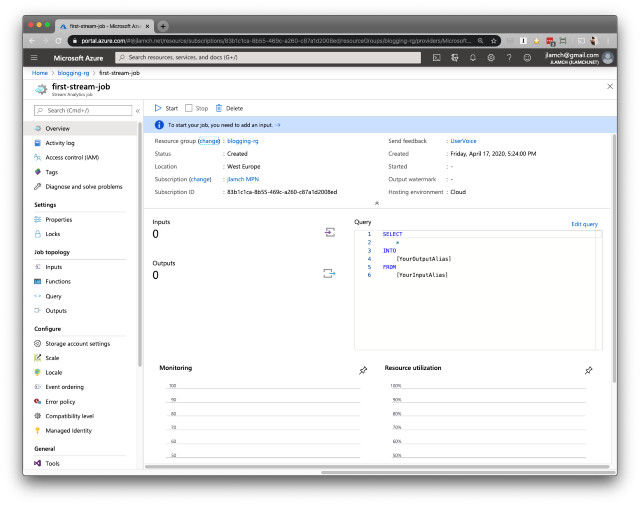 first-stream-job - Microsoft Azu
portal.azure.com/#@jlamch.net/resource/subscriptions/83b1c1ca-8b55-469c-a260-c87a1d2008ed/resourceGroups/blogging-rg/providers/Microsoft...
Microsoft Azure
Search resources, services, and docs (G+/)
jlamch@gmail.com
JLAMCH (JLAMCH.NET)
Home > blogging-rg > first-stream-job
first-stream-job
Stream Analytics job
Search (Cmd+/)
Start
Stop
Delete
To start your job, you need to add an input. →
Overview
Activity log
Access control (IAM)
Tags
Diagnose and solve problems
Settings
Properties
Locks
Job topology
Inputs
Functions
Query
Outputs
Configure
Storage account settings
Scale
Locale
Event ordering
Error policy
Compatibility level
Managed Identity
General
Tools
Resource group (change) : blogging-rg
Status : Created
Location : West Europe
Subscription (change) : jlamch MPN
Subscription ID : 83b1c1ca-8b55-469c-a260-c87a1d2008ed
Send feedback : UserVoice
Created : Friday, April 17, 2020, 5:24:00 PM
Started : -
Output watermark : -
Hosting environment : Cloud
Inputs
0
Outputs
0
Query
Edit query
1 SELECT
2 *
3 INTO
4 [YourOutputAlias]
5 FROM
6 [YourInputAlias]
Monitoring
100
90
80
70
60
50
Resource utilization
100%
90%
80%
70%
60%
50%